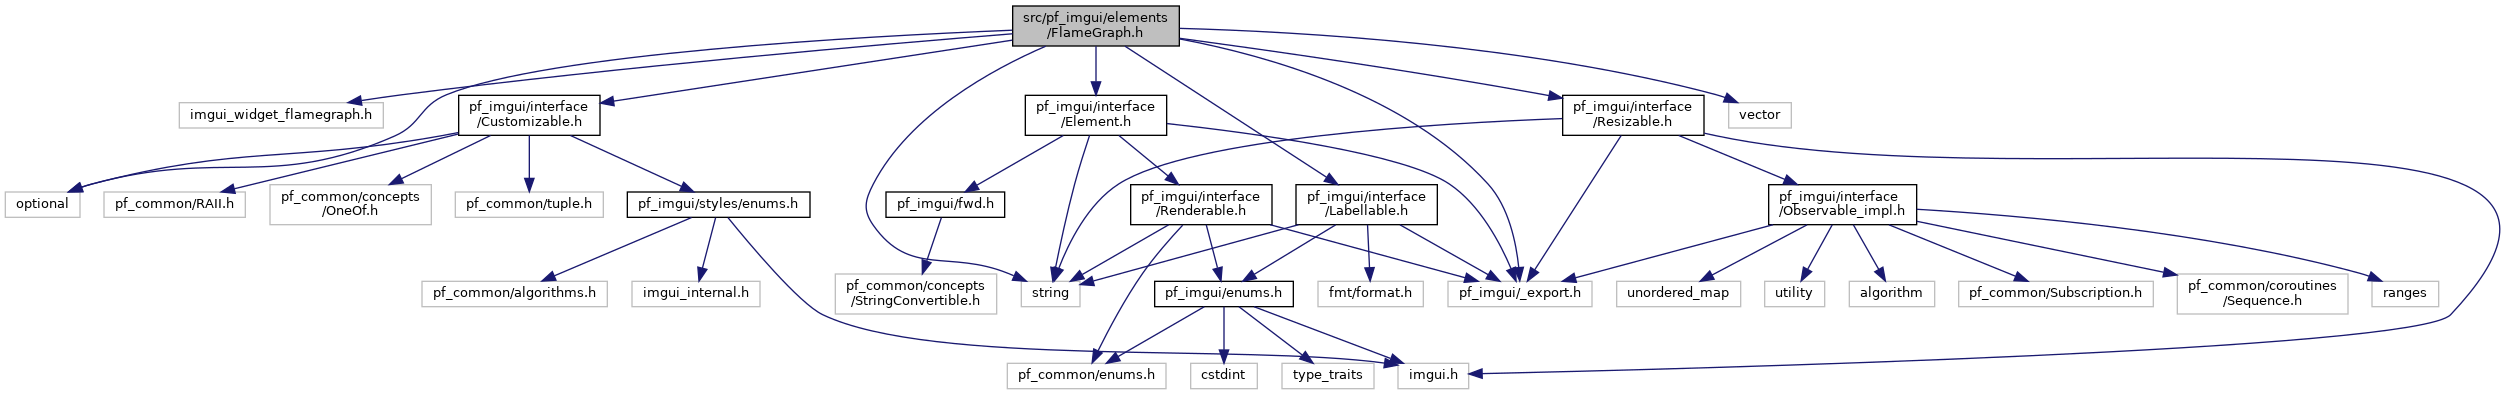 src/pf_imgui/elements
/FlameGraph.h
imgui_widget_flamegraph.h
pf_imgui/interface
/Customizable.h
pf_imgui/interface
/Element.h
pf_imgui/interface
/Resizable.h
vector
optional
pf_common/RAII.h
pf_common/concepts
/OneOf.h
pf_common/tuple.h
pf_imgui/styles/enums.h
pf_imgui/fwd.h
pf_imgui/interface
/Renderable.h
pf_imgui/interface
/Labellable.h
pf_imgui/interface
/Observable_impl.h
pf_common/algorithms.h
imgui_internal.h
pf_common/concepts
/StringConvertible.h
string
pf_imgui/enums.h
fmt/format.h
pf_imgui/_export.h
unordered_map
utility
algorithm
pf_common/Subscription.h
pf_common/coroutines
/Sequence.h
ranges
pf_common/enums.h
cstdint
type_traits
imgui.h